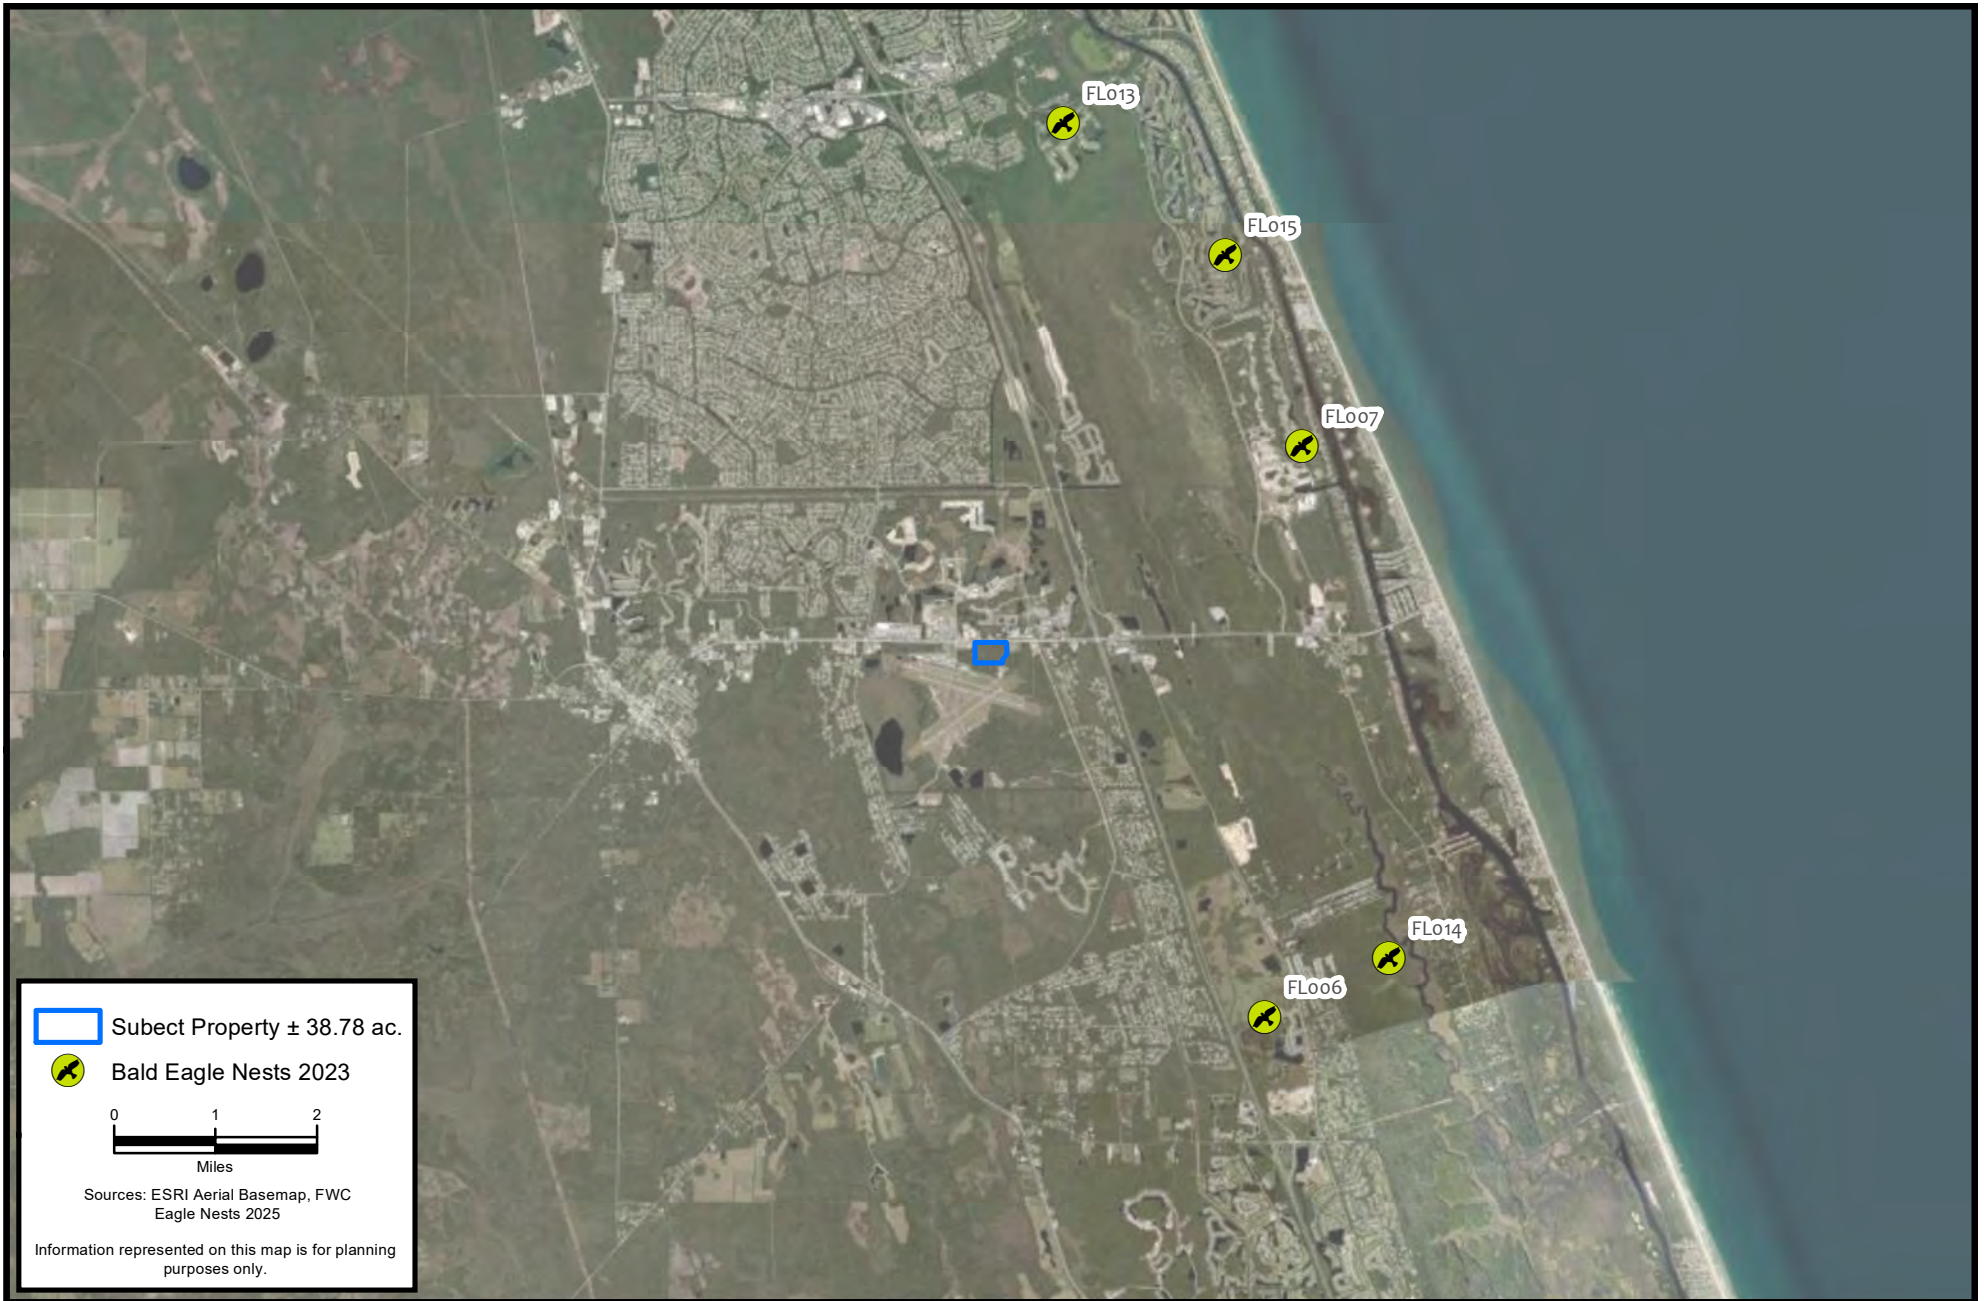 FL013
FL015
FL007
FL014
FL006
Subect Property ± 38.78 ac.
Bald Eagle Nests 2023
0 1 2
Miles
Sources: ESRI Aerial Basemap, FWC
Eagle Nests 2025
Information represented on this map is for planning
purposes only.